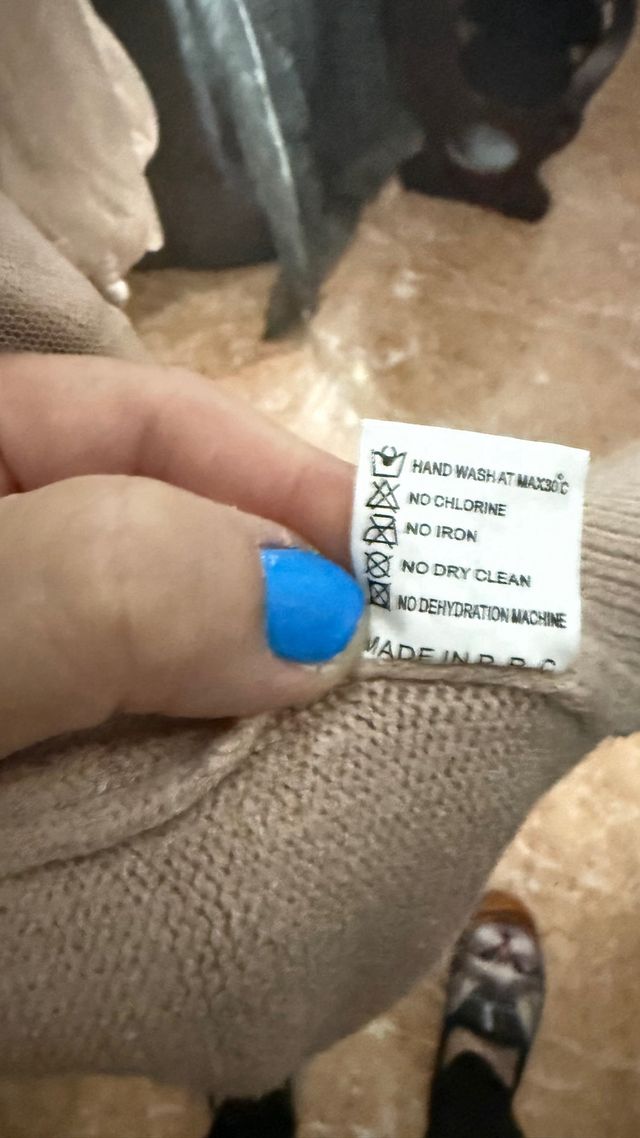 HAND WASH AT MAX30°C
NO CHLORINE
NO IRON
NO DRY CLEAN
NO DEHYDRATION MACHINE
MADE IN P. R. C